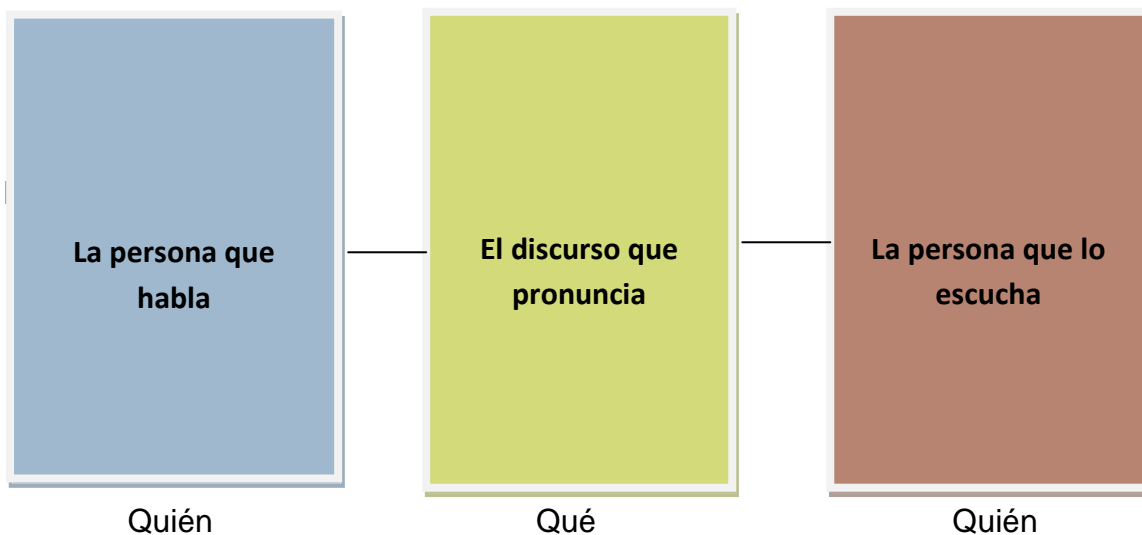 La persona que
habla
El discurso que
pronuncia
La persona que lo
escucha
Quién
Qué
Quién